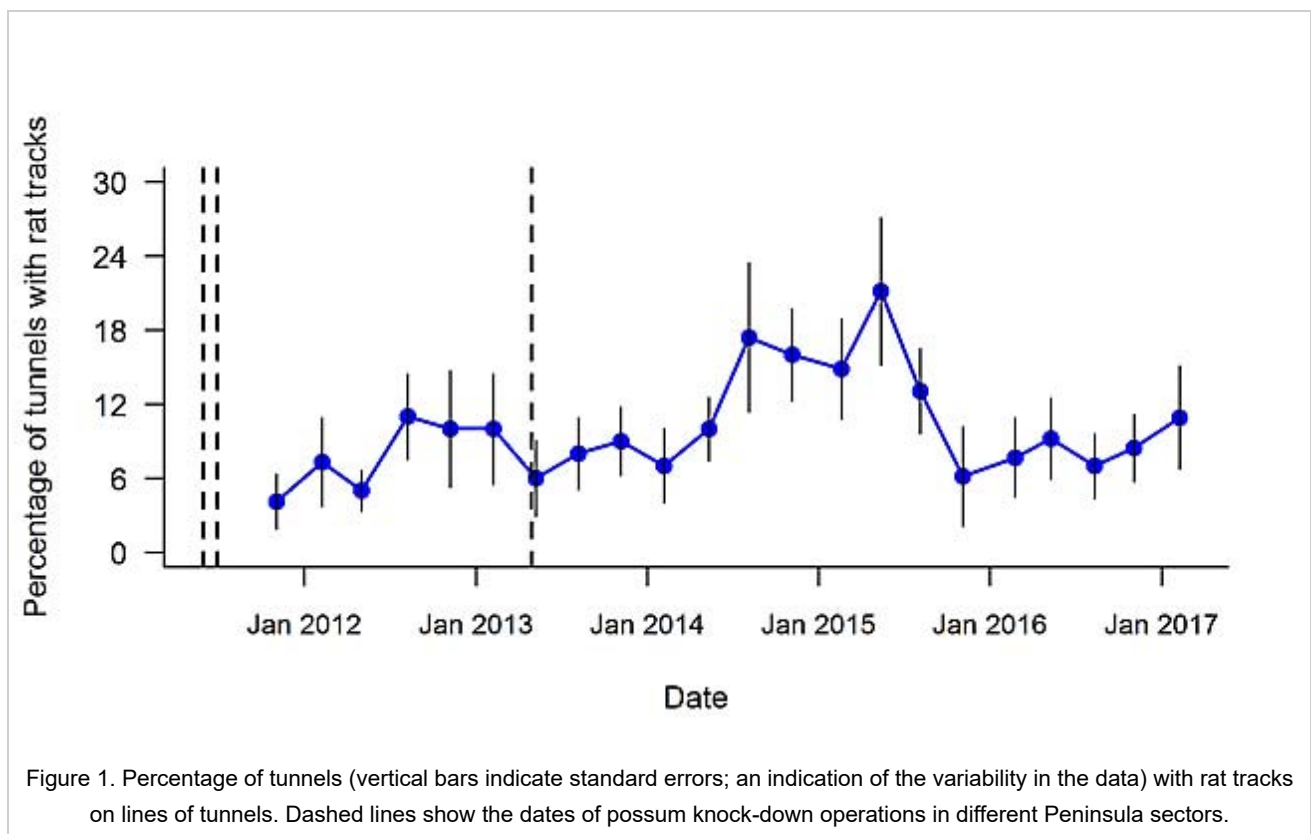 Percentage of tunnels with rat tracks
30
24
18
12
6
0
Jan 2012 Jan 2013 Jan 2014 Jan 2015 Jan 2016 Jan 2017
Date
Figure 1. Percentage of tunnels (vertical bars indicate standard errors; an indication of the variability in the data) with rat tracks
on lines of tunnels. Dashed lines show the dates of possum knock-down operations in different Peninsula sectors.